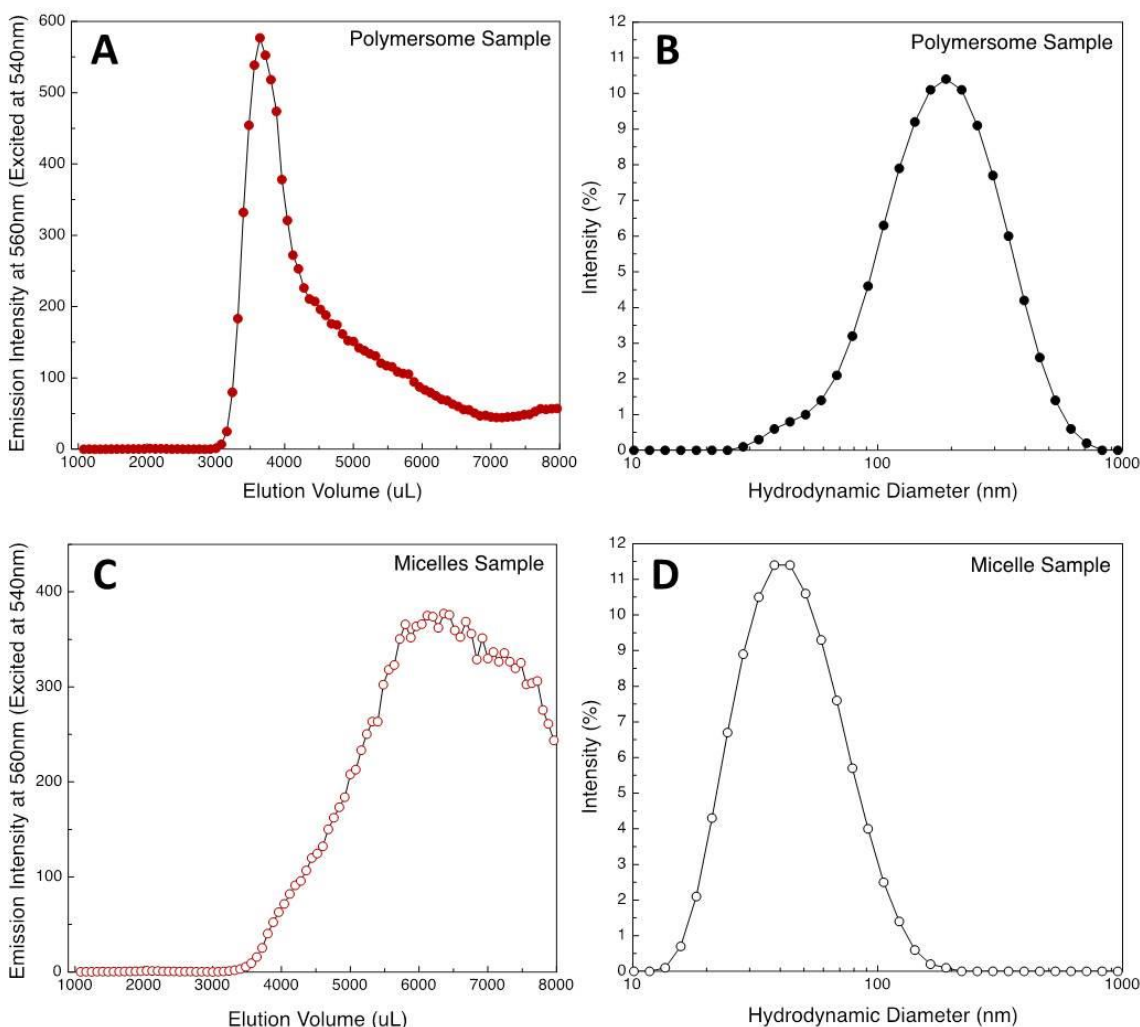 A
Polymersome Sample
Emission Intensity at 560nm (Excited at 540nm)
600
500
400
300
200
100
0
1000 2000 3000 4000 5000 6000 7000 8000
Elution Volume (uL)
B
Polymersome Sample
Intensity (%)
12
11
10
9
8
7
6
5
4
3
2
1
0
10 100 1000
Hydrodynamic Diameter (nm)
C
Micelles Sample
Emission Intensity at 560nm (Excited at 540nm)
400
300
200
100
0
1000 2000 3000 4000 5000 6000 7000 8000
Elution Volume (uL)
D
Micelle Sample
Intensity (%)
12
11
10
9
8
7
6
5
4
3
2
1
0
10 100 1000
Hydrodynamic Diameter (nm)